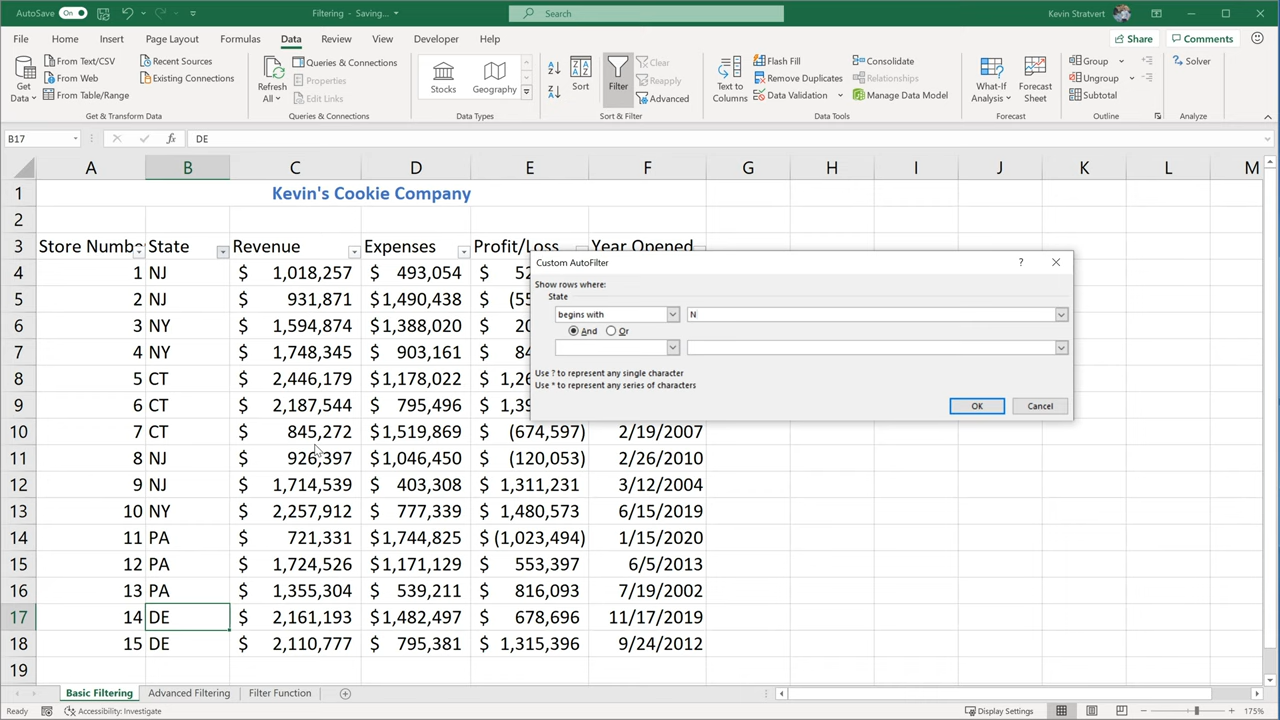 AutoSave On Filtering - Saving... Search Kevin Stratvert
File Home Insert Page Layout Formulas Data Review View Developer Help Share Comments
Get Data From Text/CSV From Web From Table/Range Recent Sources Existing Connections
Refresh All Queries & Connections Properties Edit Links
Stocks Geography
Sort Filter Clear Reapply Advanced
Text to Columns Flash Fill Remove Duplicates Data Validation Consolidate Relationships Manage Data Model
What-If Analysis Forecast Sheet Group Ungroup Subtotal Solver
Get & Transform Data Queries & Connections Data Types Sort & Filter Data Tools Forecast Outline Analyze
B17 fx DE
A B C D E F G H I J K L M
1 Kevin's Cookie Company
2
3 Store Numbe State Revenue Expenses Profit/Loss Year Opened
4 1 NJ $ 1,018,257 $ 493,054 $ 52
5 2 NJ $ 931,871 $1,490,438 $ (55
6 3 NY $ 1,594,874 $1,388,020 $ 20
7 4 NY $ 1,748,345 $ 903,161 $ 84
8 5 CT $ 2,446,179 $1,178,022 $ 1,26
9 6 CT $ 2,187,544 $ 795,496 $ 1,39
10 7 CT $ 845,272 $1,519,869 $ (674,597) 2/19/2007
11 8 NJ $ 926,397 $1,046,450 $ (120,053) 2/26/2010
12 9 NJ $ 1,714,539 $ 403,308 $ 1,311,231 3/12/2004
13 10 NY $ 2,257,912 $ 777,339 $ 1,480,573 6/15/2019
14 11 PA $ 721,331 $1,744,825 $ (1,023,494) 1/15/2020
15 12 PA $ 1,724,526 $1,171,129 $ 553,397 6/5/2013
16 13 PA $ 1,355,304 $ 539,211 $ 816,093 7/19/2002
17 14 DE $ 2,161,193 $1,482,497 $ 678,696 11/17/2019
18 15 DE $ 2,110,777 $ 795,381 $ 1,315,396 9/24/2012
19
Custom AutoFilter ?
Show rows where:
State
begins with N
And Or
Use ? to represent any single character
Use * to represent any series of characters
OK Cancel
Basic Filtering Advanced Filtering Filter Function
Ready Accessibility: Investigate Display Settings 175%